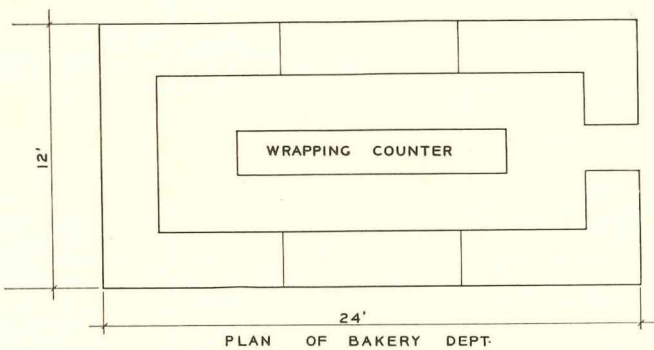 WRAPPING COUNTER
12'
24'
PLAN OF BAKERY DEPT.